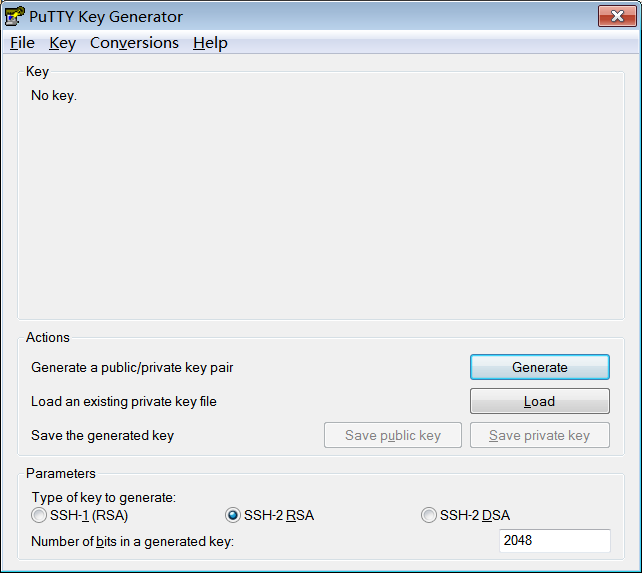 PuTTY Key Generator
File Key Conversions Help
Key
No key.
Actions
Generate a public/private key pair Generate
Load an existing private key file Load
Save the generated key Save public key Save private key
Parameters
Type of key to generate:
SSH-1 (RSA) SSH-2 RSA SSH-2 DSA
Number of bits in a generated key: 2048